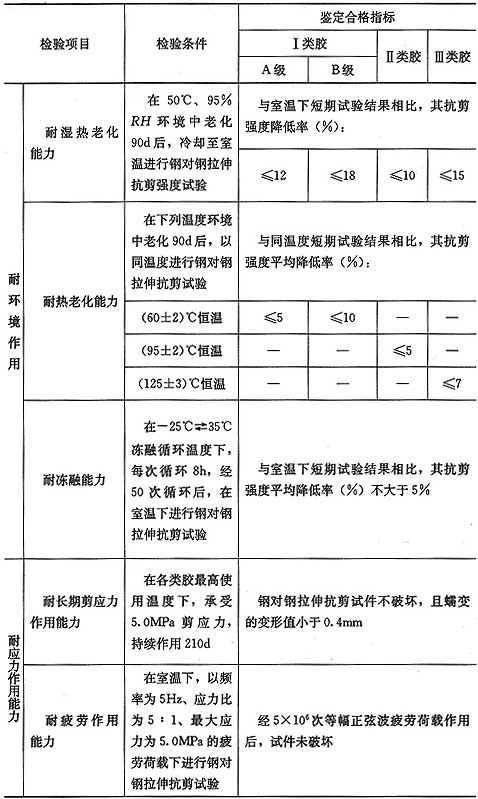 检验项目
检验条件
鉴定合格指标
Ⅰ类胶
Ⅱ类胶
Ⅲ类胶
A级
B级
耐环境作用
耐湿热老化
能力
在 50℃、95%
RH 环境中老化
90d 后，冷却至室
温进行钢对钢拉伸
抗剪强度试验
与室温下短期试验结果相比，其抗剪
强度降低率（%）：
≤12
≤18
≤10
≤15
耐热老化能力
在下列温度环境
中老化 90d 后，以
同温度进行钢对钢
拉伸抗剪试验
与同温度短期试验结果相比，其抗剪
强度平均降低率（%）：
(60±2)℃恒温
≤5
≤10
—
—
(95±2)℃恒温
—
—
≤5
—
(125±3)℃恒温
—
—
—
≤7
耐冻融能力
在－25℃⇌35℃
冻融循环温度下，
每次循环 8h，经
50 次循环后，在
室温下进行钢对钢
拉伸抗剪试验
与室温下短期试验结果相比，其抗剪
强度平均降低率（%）不大于 5%
耐应力作用能力
耐长期剪应力
作用能力
在各类胶最高使
用温度下，承受
5.0MPa 剪应力，
持续作用 210d
钢对钢拉伸抗剪试件不破坏，且蠕变
的变形值小于 0.4mm
耐疲劳作用
能力
在室温下，以频
率为 5Hz、应力比
为 5∶1、最大应
力为 5.0MPa 的疲
劳荷载下进行钢对
钢拉伸抗剪试验
经 5×10⁶ 次等幅正弦波疲劳荷载作用
后，试件未破坏